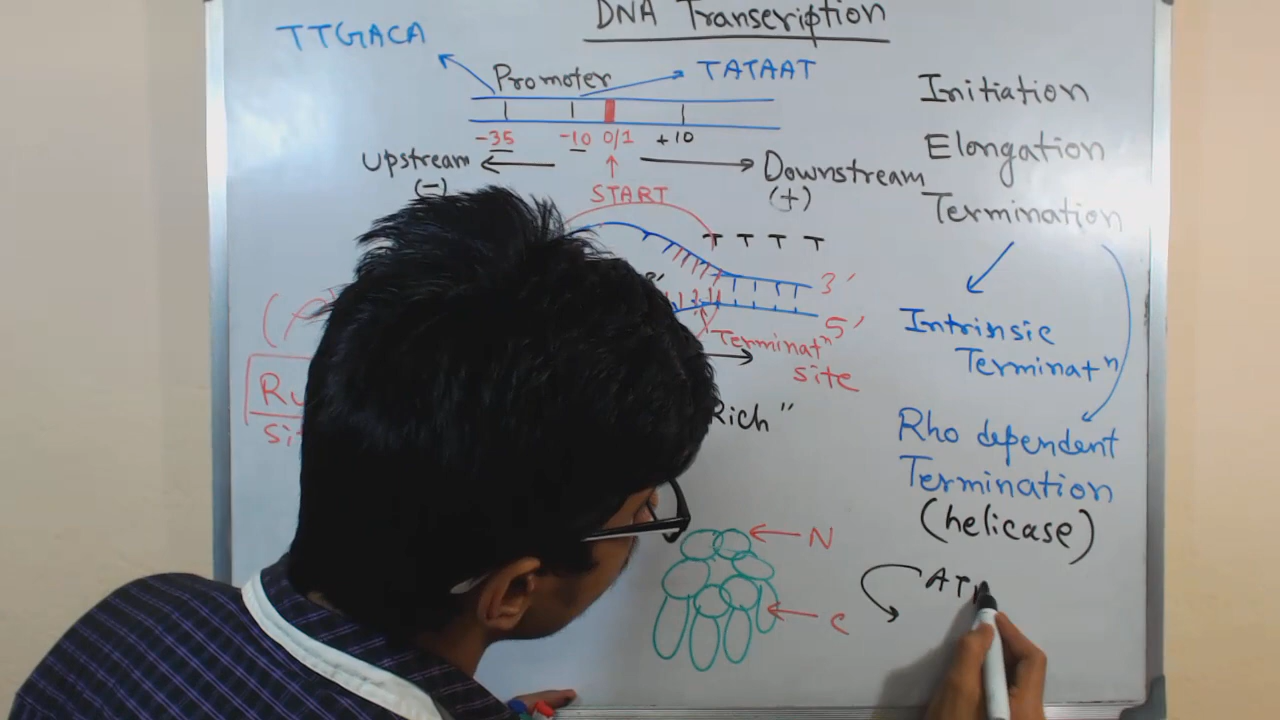 DNA Transcription
TTGACA
Promoter
TATAAT
-35 -10 0/1 +10
Upstream
(-)
START
Downstream
(+)
T T T T
3'
5'
Terminatⁿ
site
Rich"
N
C
Initiation
Elongation
Termination
Intrinsic
Terminatⁿ
Rho dependent
Termination
(helicase)
AT